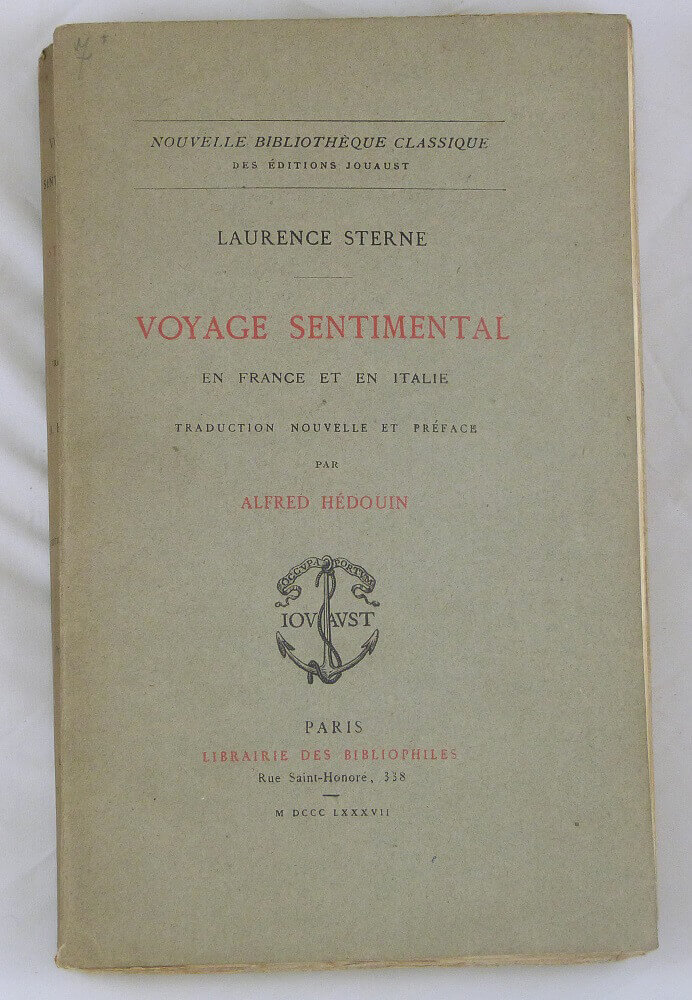 7
NOUVELLE BIBLIOTHÈQUE CLASSIQUE
DES ÉDITIONS JOUAUST
LAURENCE STERNE
VOYAGE SENTIMENTAL
EN FRANCE ET EN ITALIE
TRADUCTION NOUVELLE ET PRÉFACE
PAR
ALFRED HÉDOUIN
OCCVPA PORTVM
IOVAVST
PARIS
LIBRAIRIE DES BIBLIOPHILES
Rue Saint-Honoré, 338
M DCCC LXXXVII